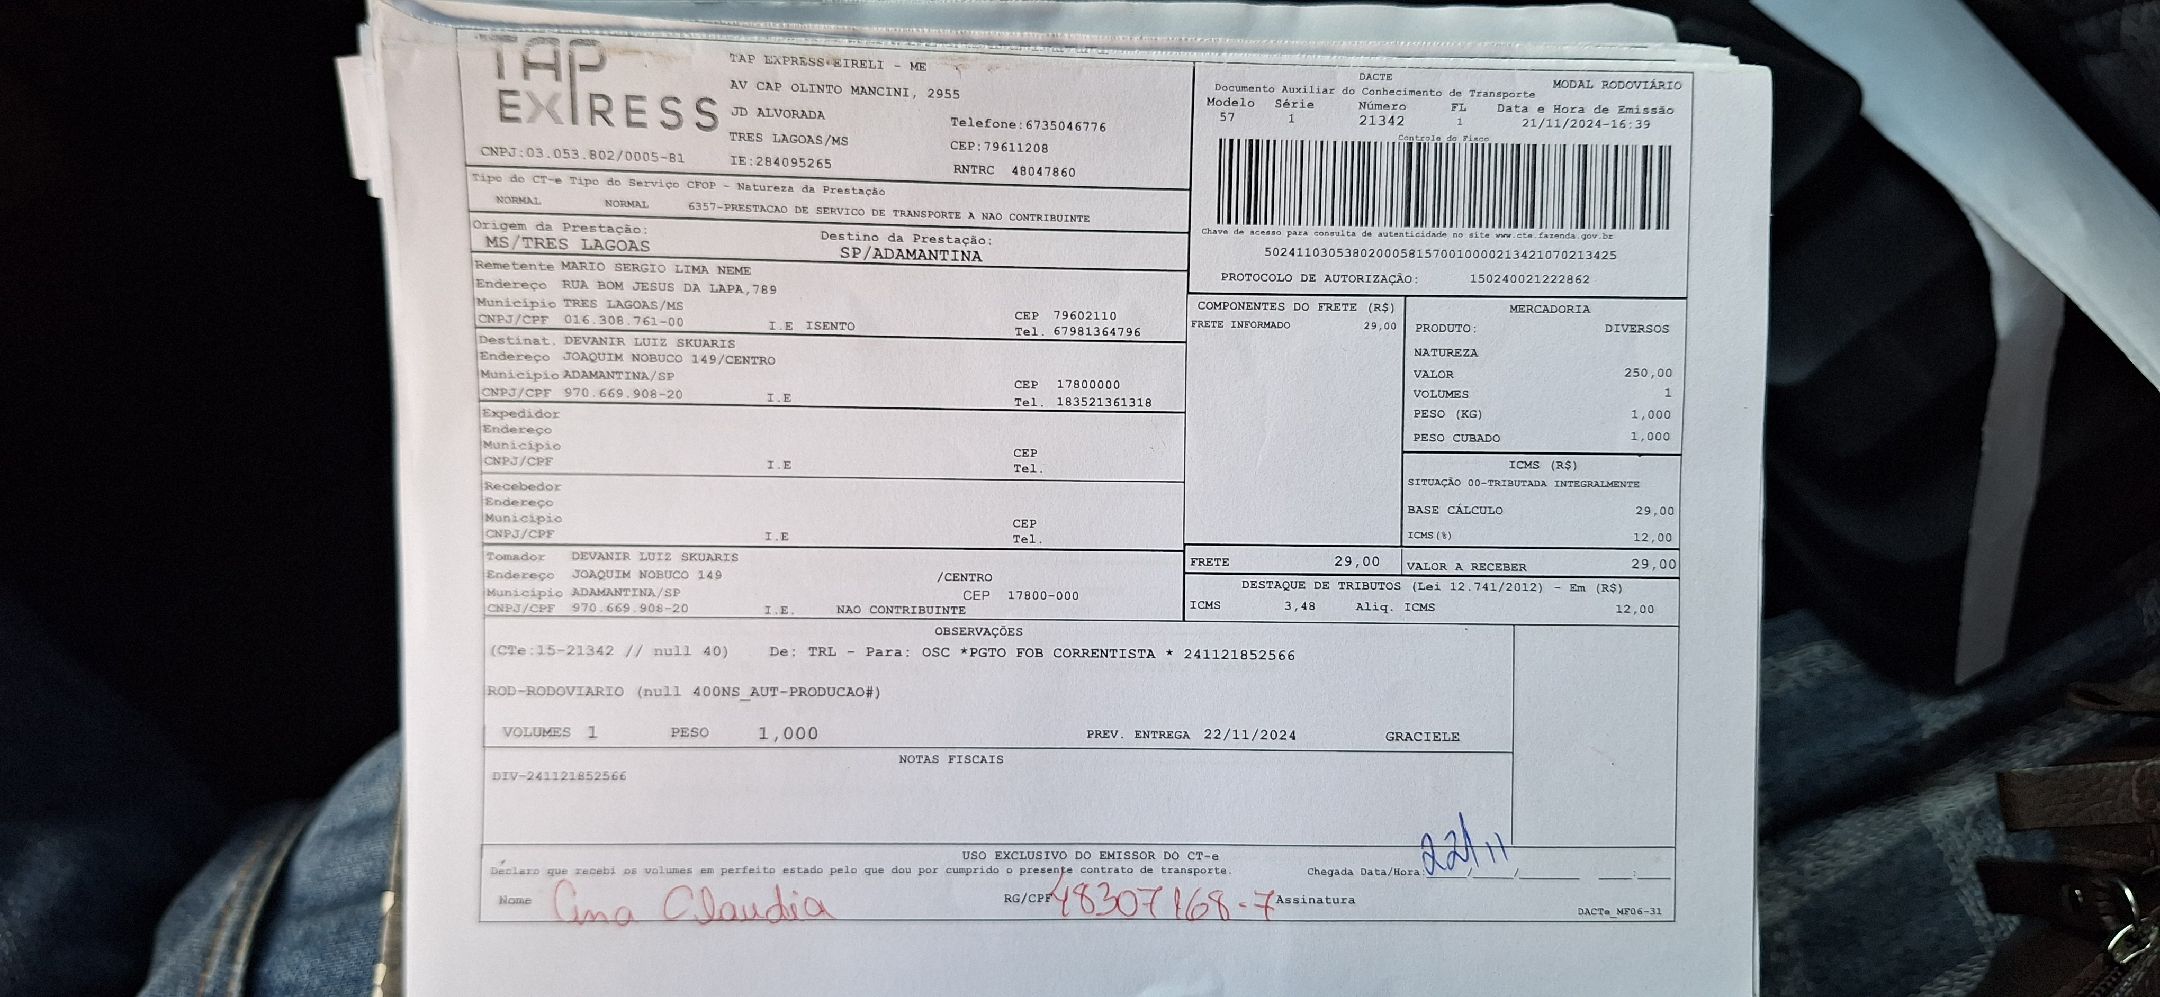 TAP EXPRESS
TAP EXPRESS EIRELI - ME
AV CAP OLINTO MANCINI, 2955
JD ALVORADA
TRES LAGOAS/MS
IE:284095265
Telefone:6735046776
CEP:79611208
RNTRC 48047860
CNPJ:03.053.802/0005-81
DACTE
MODAL RODOVIÁRIO
Documento Auxiliar do Conhecimento de Transporte
Modelo Série Número FL Data e Hora de Emissão
57 1 21342 1 21/11/2024-16:39
Controle do Fisco
Chave de acesso para consulta de autenticidade no site www.cte.fazenda.gov.br
50241103053802000581570010000213421070213425
PROTOCOLO DE AUTORIZAÇÃO: 150240021222862
Tipo do CT-e Tipo do Serviço CFOP - Natureza da Prestação
NORMAL NORMAL 6357-PRESTACAO DE SERVICO DE TRANSPORTE A NAO CONTRIBUINTE
Origem da Prestação: Destino da Prestação:
MS/TRES LAGOAS SP/ADAMANTINA
Remetente MARIO SERGIO LIMA NEME
Endereço RUA BOM JESUS DA LAPA,789
Município TRES LAGOAS/MS CEP 79602110
CNPJ/CPF 016.308.761-00 I.E ISENTO Tel. 67981364796
Destinat. DEVANIR LUIZ SKUARIS
Endereço JOAQUIM NOBUCO 149/CENTRO
Município ADAMANTINA/SP CEP 17800000
CNPJ/CPF 970.669.908-20 I.E Tel. 183521361318
Expedidor
Endereço
Município CEP
CNPJ/CPF I.E Tel.
Recebedor
Endereço
Município CEP
CNPJ/CPF I.E Tel.
Tomador DEVANIR LUIZ SKUARIS
Endereço JOAQUIM NOBUCO 149 /CENTRO
Município ADAMANTINA/SP CEP 17800-000
CNPJ/CPF 970.669.908-20 I.E. NAO CONTRIBUINTE
COMPONENTES DO FRETE (R$)
FRETE INFORMADO 29,00
MERCADORIA
PRODUTO: DIVERSOS
NATUREZA
VALOR 250,00
VOLUMES 1
PESO (KG) 1,000
PESO CUBADO 1,000
ICMS (R$)
SITUAÇÃO 00-TRIBUTADA INTEGRALMENTE
BASE CÁLCULO 29,00
ICMS(%) 12,00
FRETE 29,00 VALOR A RECEBER 29,00
DESTAQUE DE TRIBUTOS (Lei 12.741/2012) - Em (R$)
ICMS 3,48 Aliq. ICMS 12,00
OBSERVAÇÕES
(CTe:15-21342 // null 40) De: TRL - Para: OSC *PGTO FOB CORRENTISTA * 241121852566
ROD-RODOVIARIO (null 400NS_AUT-PRODUCAO#)
VOLUMES 1 PESO 1,000 PREV. ENTREGA 22/11/2024 GRACIELE
NOTAS FISCAIS
DIV-241121852566
USO EXCLUSIVO DO EMISSOR DO CT-e
Declaro que recebi os volumes em perfeito estado pelo que dou por cumprido o presente contrato de transporte. Chegada Data/Hora: 22/11
Nome Ana Claudia RG/CPF 48307168-7 Assinatura
DACTe_MF06-31